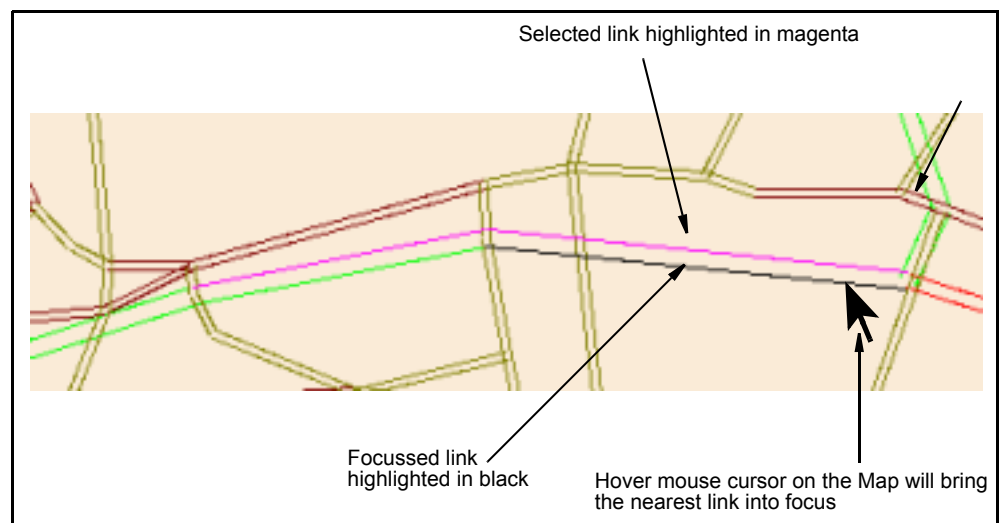 Selected link highlighted in magenta
Focussed link
highlighted in black
Hover mouse cursor on the Map will bring
the nearest link into focus